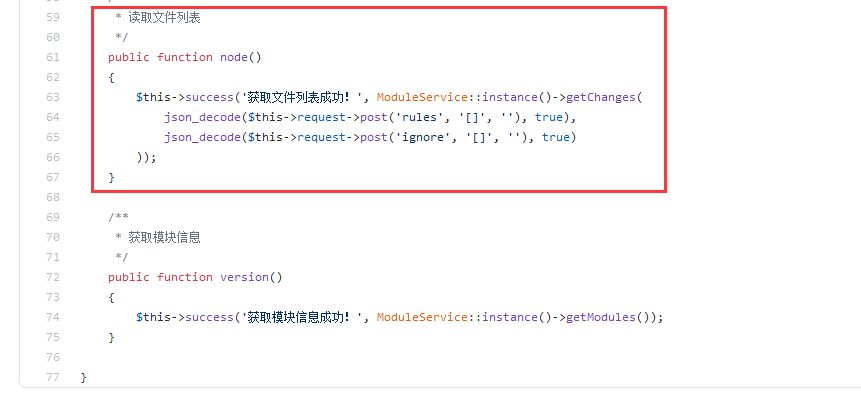 59 * 读取文件列表
60 */
61 public function node()
62 {
63 $this->success('获取文件列表成功！', ModuleService::instance()->getChanges(
64 json_decode($this->request->post('rules', '[]', ''), true),
65 json_decode($this->request->post('ignore', '[]', ''), true)
66 ));
67 }
68
69 /**
70 * 获取模块信息
71 */
72 public function version()
73 {
74 $this->success('获取模块信息成功！', ModuleService::instance()->getModules());
75 }
76
77 }